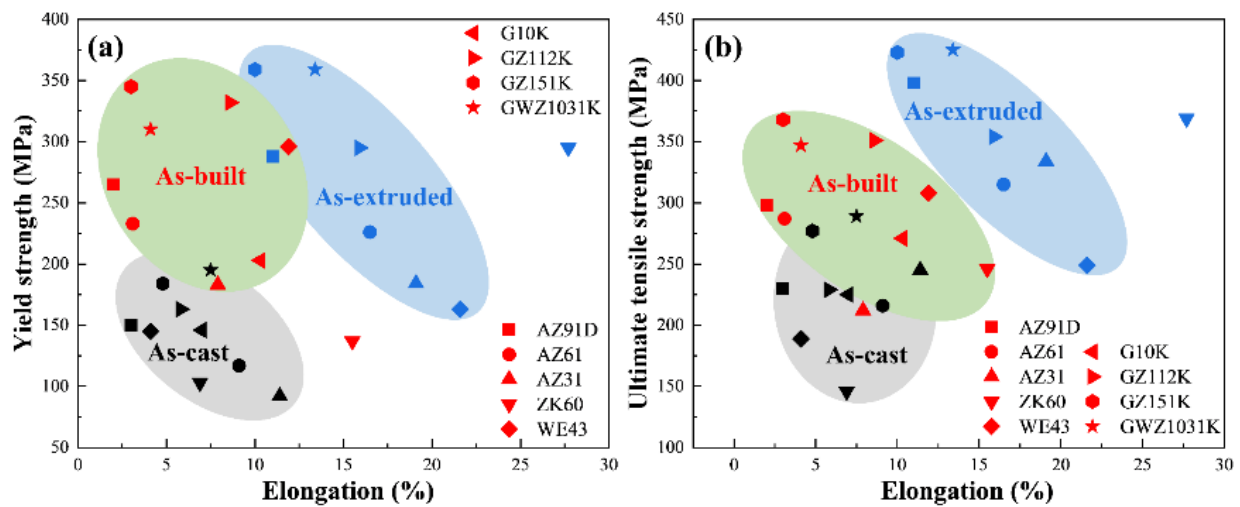 (a)
G10K
GZ112K
GZ151K
GWZ1031K
As-built
As-extruded
As-cast
AZ91D
AZ61
AZ31
ZK60
WE43
400
350
300
250
200
150
100
50
0
5
10
15
20
25
30
Yield strength (MPa)
Elongation (%)
(b)
As-extruded
As-built
As-cast
AZ91D
AZ61
AZ31
ZK60
WE43
G10K
GZ112K
GZ151K
GWZ1031K
450
400
350
300
250
200
150
100
0
5
10
15
20
25
30
Ultimate tensile strength (MPa)
Elongation (%)